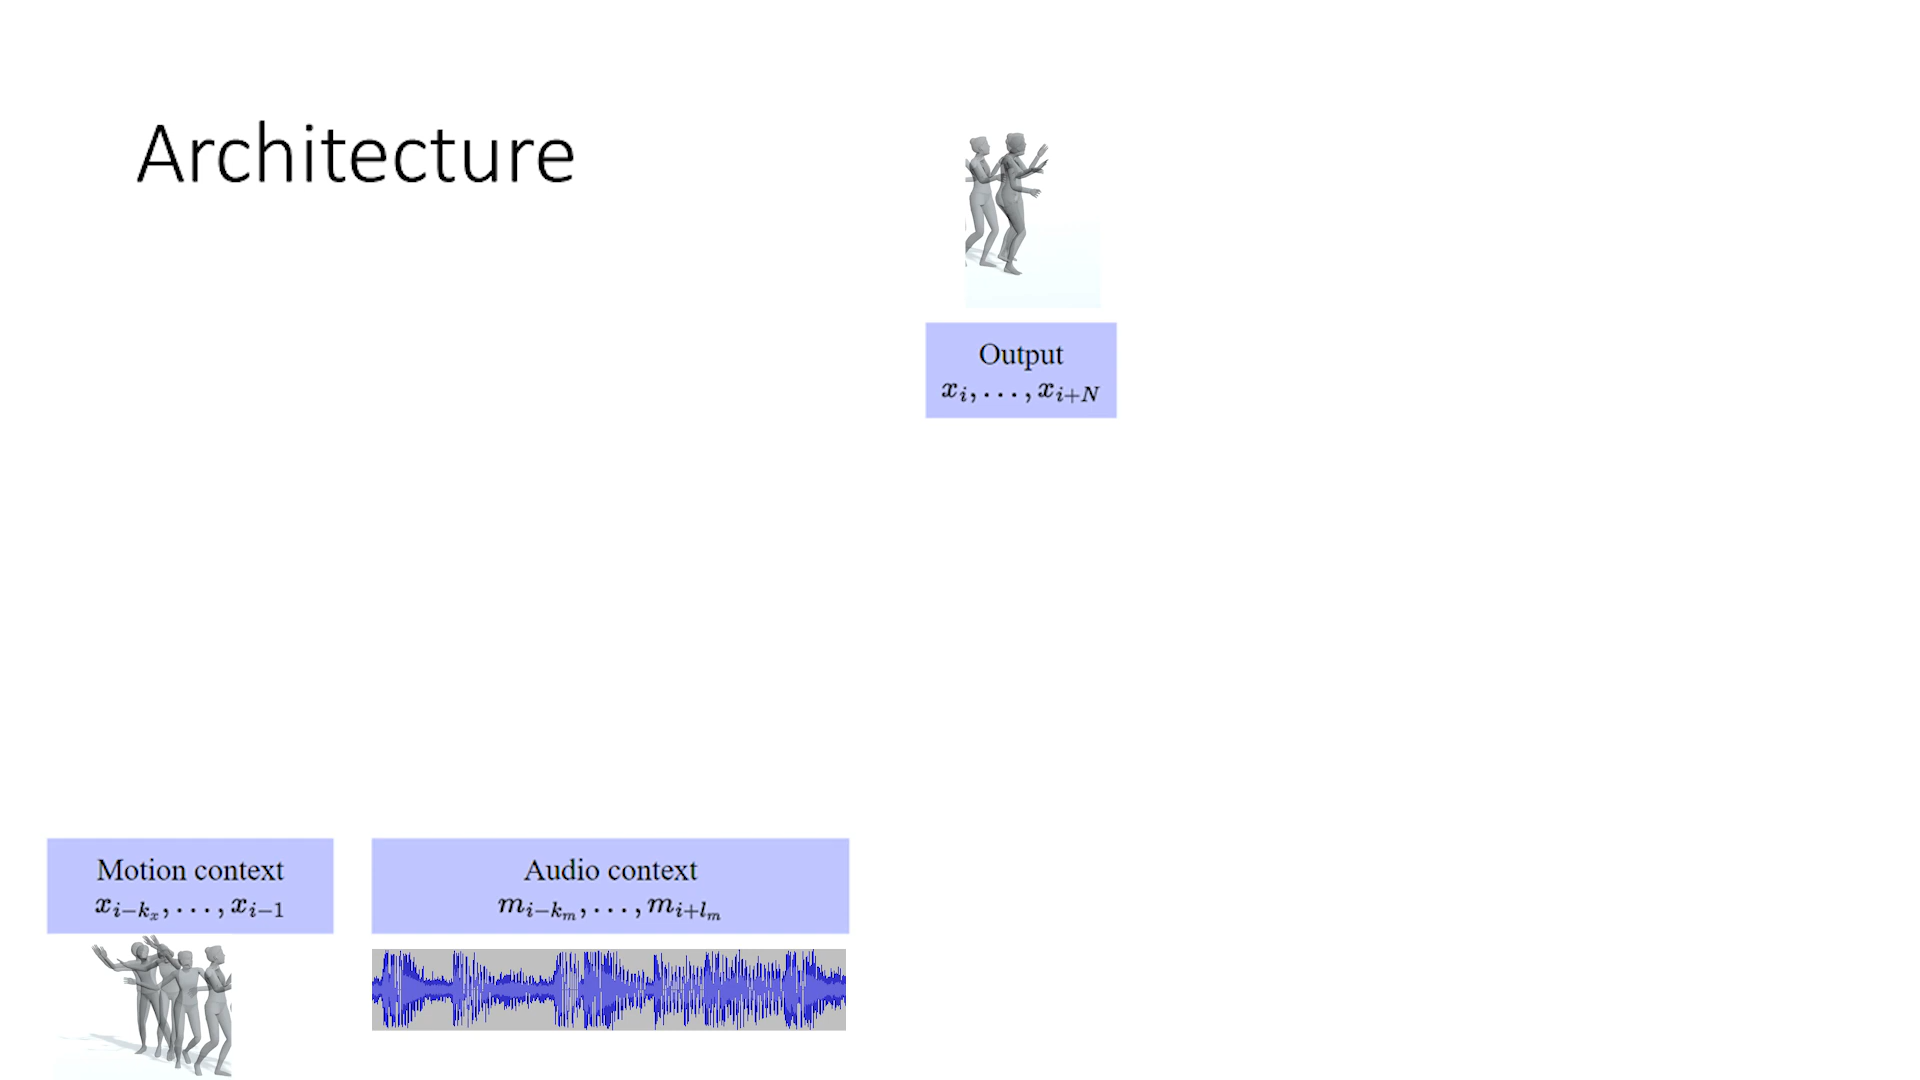 Architecture
Output
x_i, ..., x_{i+N}
Motion context
x_{i-k_x}, ..., x_{i-1}
Audio context
m_{i-k_m}, ..., m_{i+l_m}